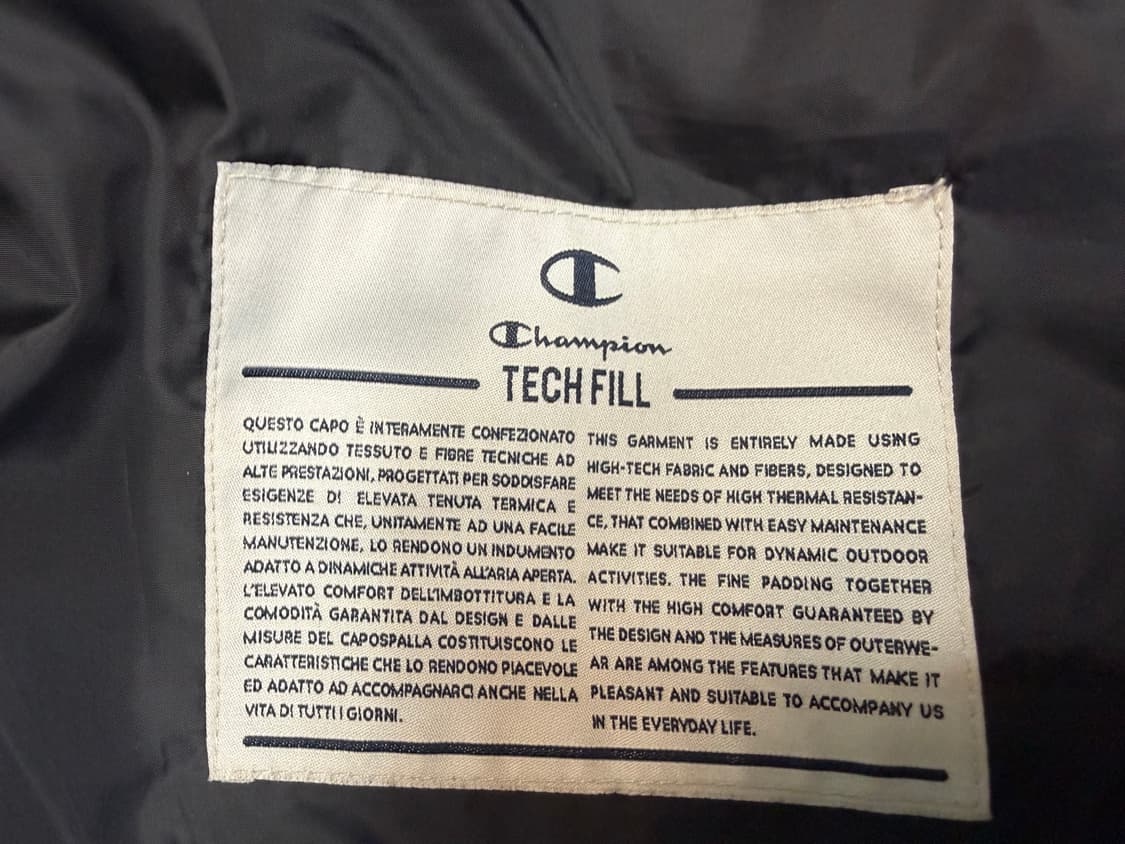 Champion
TECH FILL
QUESTO CAPO È INTERAMENTE CONFEZIONATO
UTILIZZANDO TESSUTO E FIBRE TECNICHE AD
ALTE PRESTAZIONI, PROGETTATI PER SODDISFARE
ESIGENZE DI ELEVATA TENUTA TERMICA E
RESISTENZA CHE, UNITAMENTE AD UNA FACILE
MANUTENZIONE, LO RENDONO UN INDUMENTO
ADATTO A DINAMICHE ATTIVITÀ ALL'ARIA APERTA.
L'ELEVATO COMFORT DELL'IMBOTTITURA E LA
COMODITÀ GARANTITA DAL DESIGN E DALLE
MISURE DEL CAPOSPALLA COSTITUISCONO LE
CARATTERISTICHE CHE LO RENDONO PIACEVOLE
ED ADATTO AD ACCOMPAGNARCI ANCHE NELLA
VITA DI TUTTI I GIORNI.
THIS GARMENT IS ENTIRELY MADE USING
HIGH-TECH FABRIC AND FIBERS, DESIGNED TO
MEET THE NEEDS OF HIGH THERMAL RESISTAN-
CE, THAT COMBINED WITH EASY MAINTENANCE
MAKE IT SUITABLE FOR DYNAMIC OUTDOOR
ACTIVITIES. THE FINE PADDING TOGETHER
WITH THE HIGH COMFORT GUARANTEED BY
THE DESIGN AND THE MEASURES OF OUTERWE-
AR ARE AMONG THE FEATURES THAT MAKE IT
PLEASANT AND SUITABLE TO ACCOMPANY US
IN THE EVERYDAY LIFE.